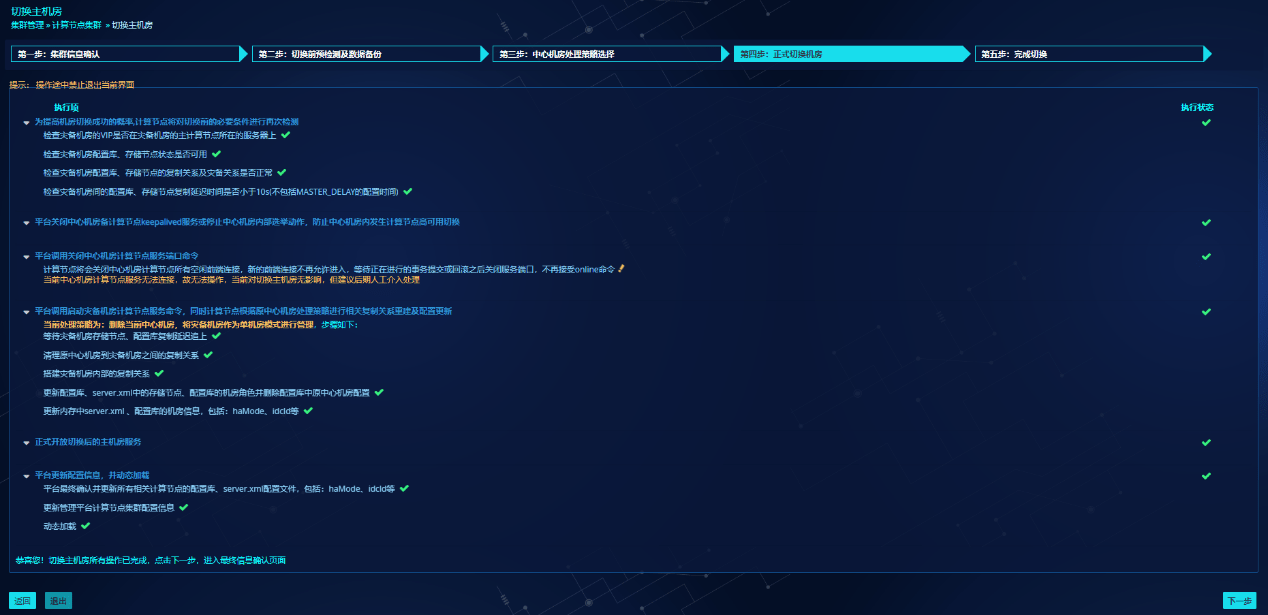 切换主机房
集群管理 » 计算节点集群 » 切换主机房
第一步：集群信息确认
第二步：切换前预检测及数据备份
第三步：中心机房处理策略选择
第四步：正式切换机房
第五步：完成切换
提示： 操作途中禁止退出当前界面
执行项 执行状态
为提高机房切换成功的概率,计算节点将对切换前的必要条件进行再次检测
检查灾备机房的VIP是否在灾备机房的主计算节点所在的服务器上
检查灾备机房配置库、存储节点状态是否可用
检查灾备机房配置库、存储节点的复制关系及灾备关系是否正常
检查灾备机房间的配置库、存储节点复制延迟时间是否小于10s(不包括MASTER_DELAY的配置时间)
平台关闭中心机房备计算节点keepalived服务或停止中心机房内部选举动作，防止中心机房内发生计算节点高可用切换
平台调用关闭中心机房计算节点服务端口命令
计算节点将会关闭中心机房计算节点所有空闲前端连接，新的前端连接不再允许进入，等待正在进行的事务提交或回滚之后关闭服务端口，不再接受online命令
当前中心机房计算节点服务无法连接，故无法操作，当前对切换主机房无影响，但建议后期人工介入处理
平台调用启动灾备机房计算节点服务命令，同时计算节点根据原中心机房处理策略进行相关复制关系重建及配置更新
当前处理策略为：删除当前中心机房，将灾备机房作为单机房模式进行管理，步骤如下：
等待灾备机房存储节点、配置库复制延迟追上
清理原中心机房到灾备机房之间的复制关系
搭建灾备机房内部的复制关系
更新配置库、server.xml中的存储节点、配置库的机房角色并删除配置库中原中心机房配置
更新内存中server.xml 、配置库的机房信息，包括：haMode、idcId等
正式开放切换后的主机房服务
平台更新配置信息，并动态加载
平台最终确认并更新所有相关计算节点的配置库、server.xml配置文件，包括：haMode、idcId等
更新管理平台计算节点集群配置信息
动态加载
恭喜您！切换主机房所有操作已完成，点击下一步，进入最终信息确认页面
返回 退出 下一步